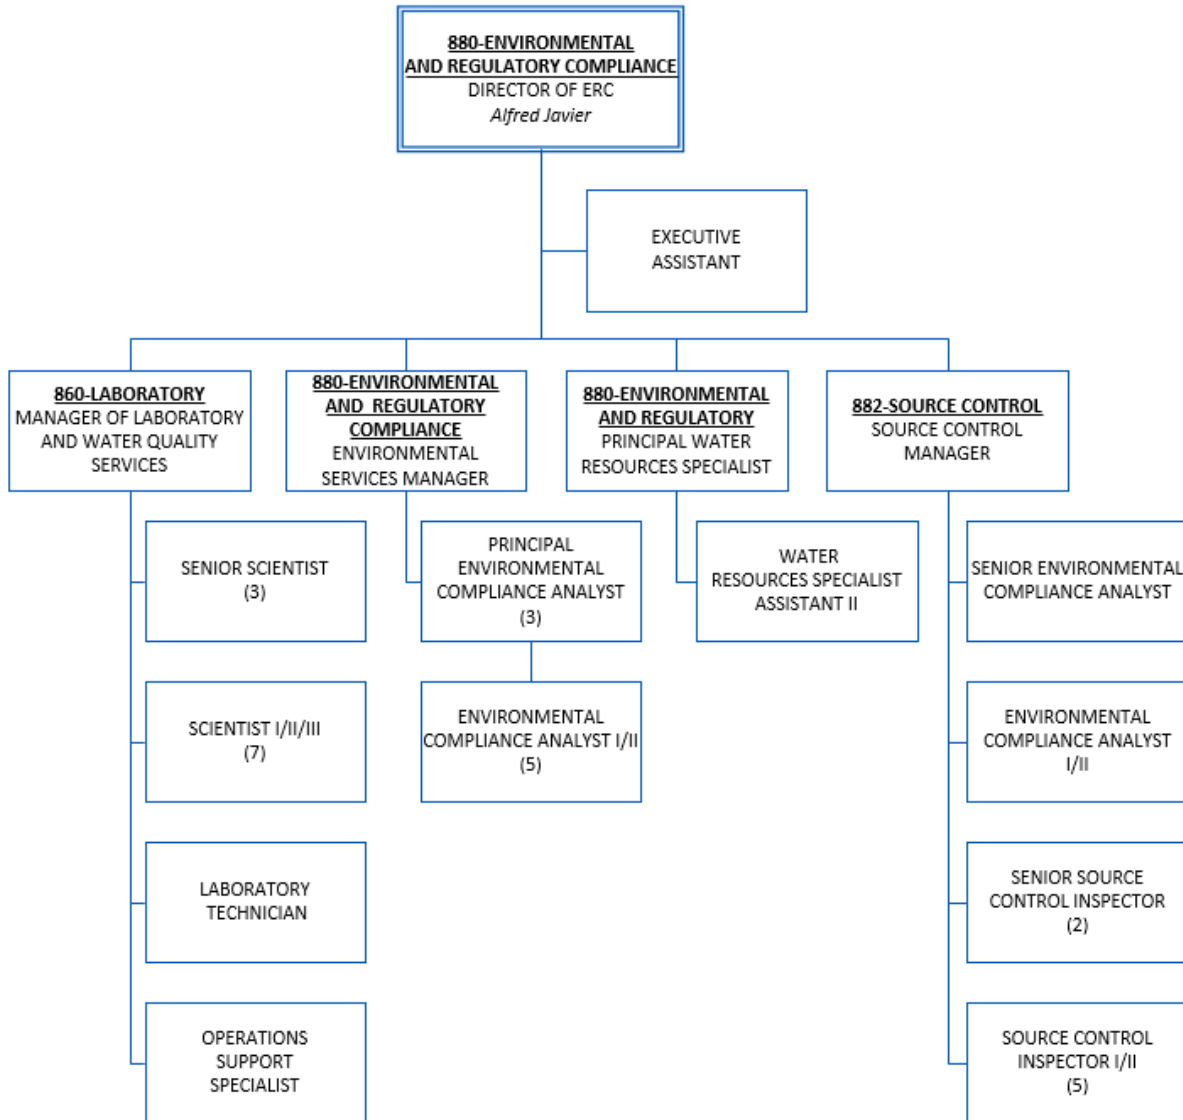 880-ENVIRONMENTAL
AND REGULATORY COMPLIANCE
DIRECTOR OF ERC
Alfred Javier
EXECUTIVE
ASSISTANT
860-LABORATORY
MANAGER OF LABORATORY
AND WATER QUALITY
SERVICES
880-ENVIRONMENTAL
AND REGULATORY
COMPLIANCE
ENVIRONMENTAL
SERVICES MANAGER
880-ENVIRONMENTAL
AND REGULATORY
PRINCIPAL WATER
RESOURCES SPECIALIST
882-SOURCE CONTROL
SOURCE CONTROL
MANAGER
SENIOR SCIENTIST
(3)
SCIENTIST I/II/III
(7)
LABORATORY
TECHNICIAN
OPERATIONS
SUPPORT
SPECIALIST
PRINCIPAL
ENVIRONMENTAL
COMPLIANCE ANALYST
(3)
ENVIRONMENTAL
COMPLIANCE ANALYST I/II
(5)
WATER
RESOURCES SPECIALIST
ASSISTANT II
SENIOR ENVIRONMENTAL
COMPLIANCE ANALYST
ENVIRONMENTAL
COMPLIANCE ANALYST
I/II
SENIOR SOURCE
CONTROL INSPECTOR
(2)
SOURCE CONTROL
INSPECTOR I/II
(5)